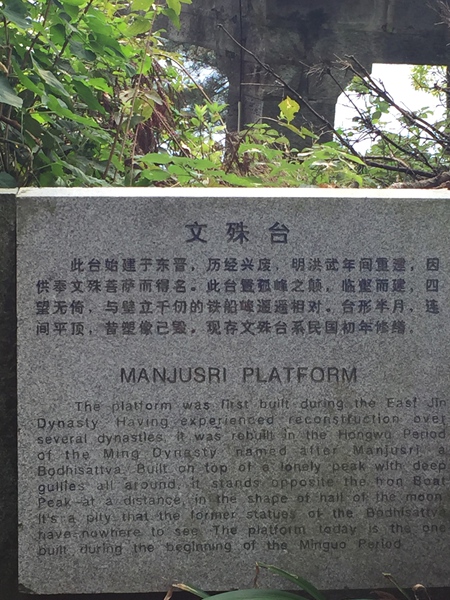 文殊台
此台始建于东晋，历经兴废，明洪武年间重建，因
供奉文殊菩萨而得名。此台暨孤峰之颠，临壑而建，四
望无倚，与壁立千仞的铁船峰遥遥相对。台形半月，连
间平顶，昔塑像已毁，现存文殊台系民国初年修缮。
MANJUSRI PLATFORM
The platform was first built during the East Jin
Dynasty Having experienced reconstruction over
several dynasties, it was rebuilt in the Hongwu Period
of the Ming Dynasty named after Manjusri, a
Bodhisattva. Built on top of a lonely peak with deep
gullies all around, it stands opposite the Iron Boat
Peak at a distance, in the shape of half of the moon
It's a pity that the former statues of the Bodhisattva
have nowhere to see. The platform today is the one
built during the beginning of the Minguo Period